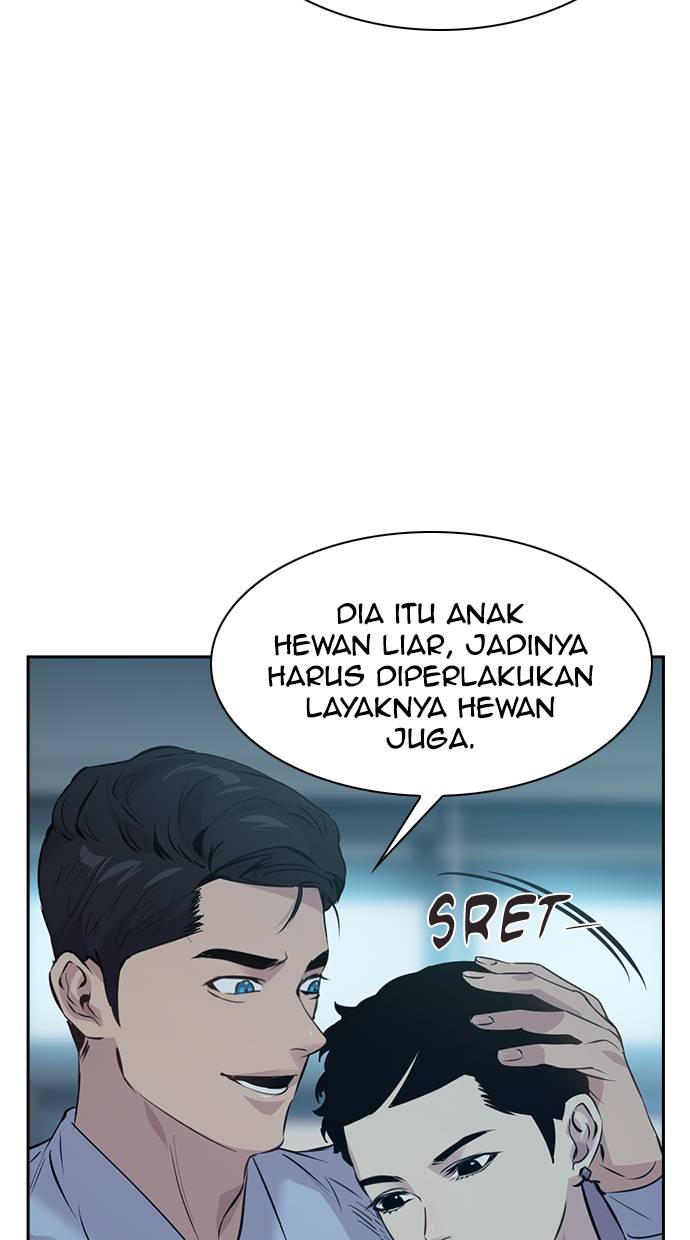 DIA ITU ANAK
HEWAN LIAR, JADINYA
HARUS DIPERLAKUKAN
LAYAKNYA HEWAN
JUGA.
SRET